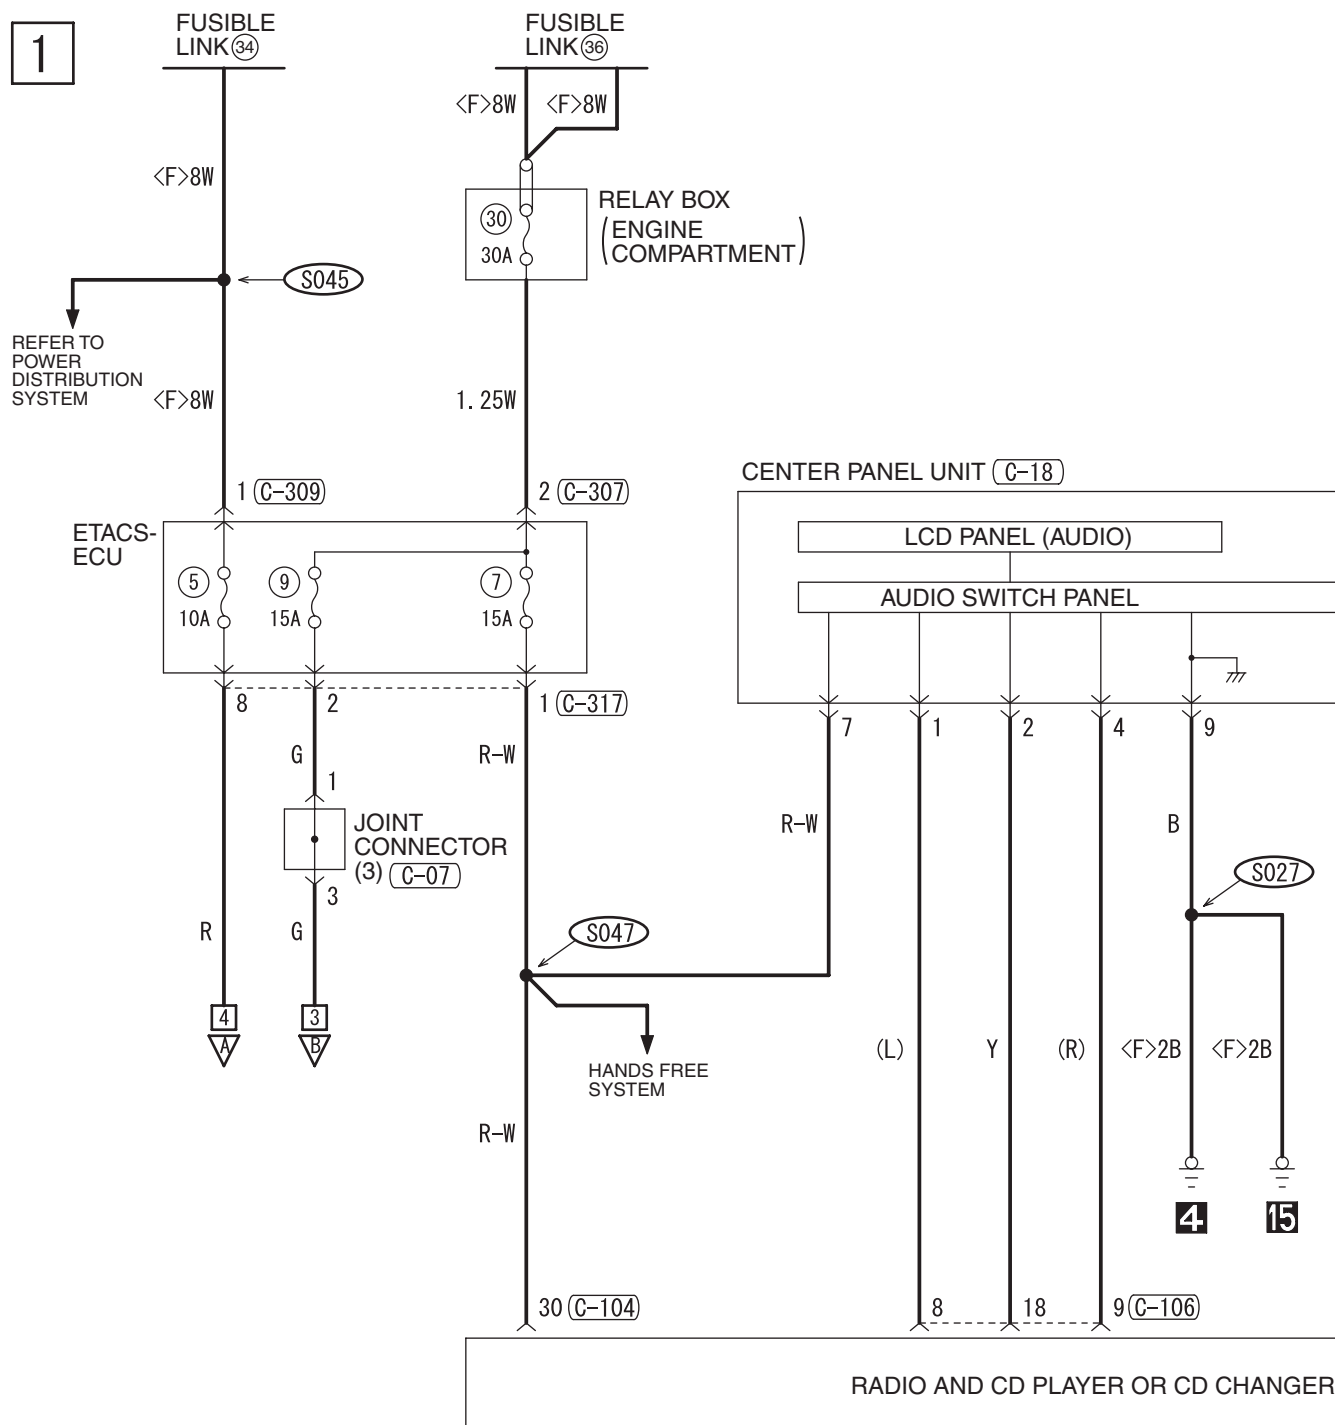 1
FUSIBLE
LINK 34
FUSIBLE
LINK 36
<F>8W
<F>8W
<F>8W
RELAY BOX
(ENGINE
COMPARTMENT)
30
30A
S045
REFER TO
POWER
DISTRIBUTION
SYSTEM
<F>8W
1.25W
CENTER PANEL UNIT C-18
1 C-309
2 C-307
ETACS-
ECU
LCD PANEL (AUDIO)
AUDIO SWITCH PANEL
5
10A
9
15A
7
15A
8
2
1 C-317
7
1
2
4
9
G
R-W
1
JOINT
CONNECTOR
(3) C-07
3
R-W
B
S027
R
G
S047
4
A
3
B
HANDS FREE
SYSTEM
(L)
Y
(R)
<F>2B
<F>2B
R-W
4
15
30 C-104
8
18
9 C-106
RADIO AND CD PLAYER OR CD CHANGER